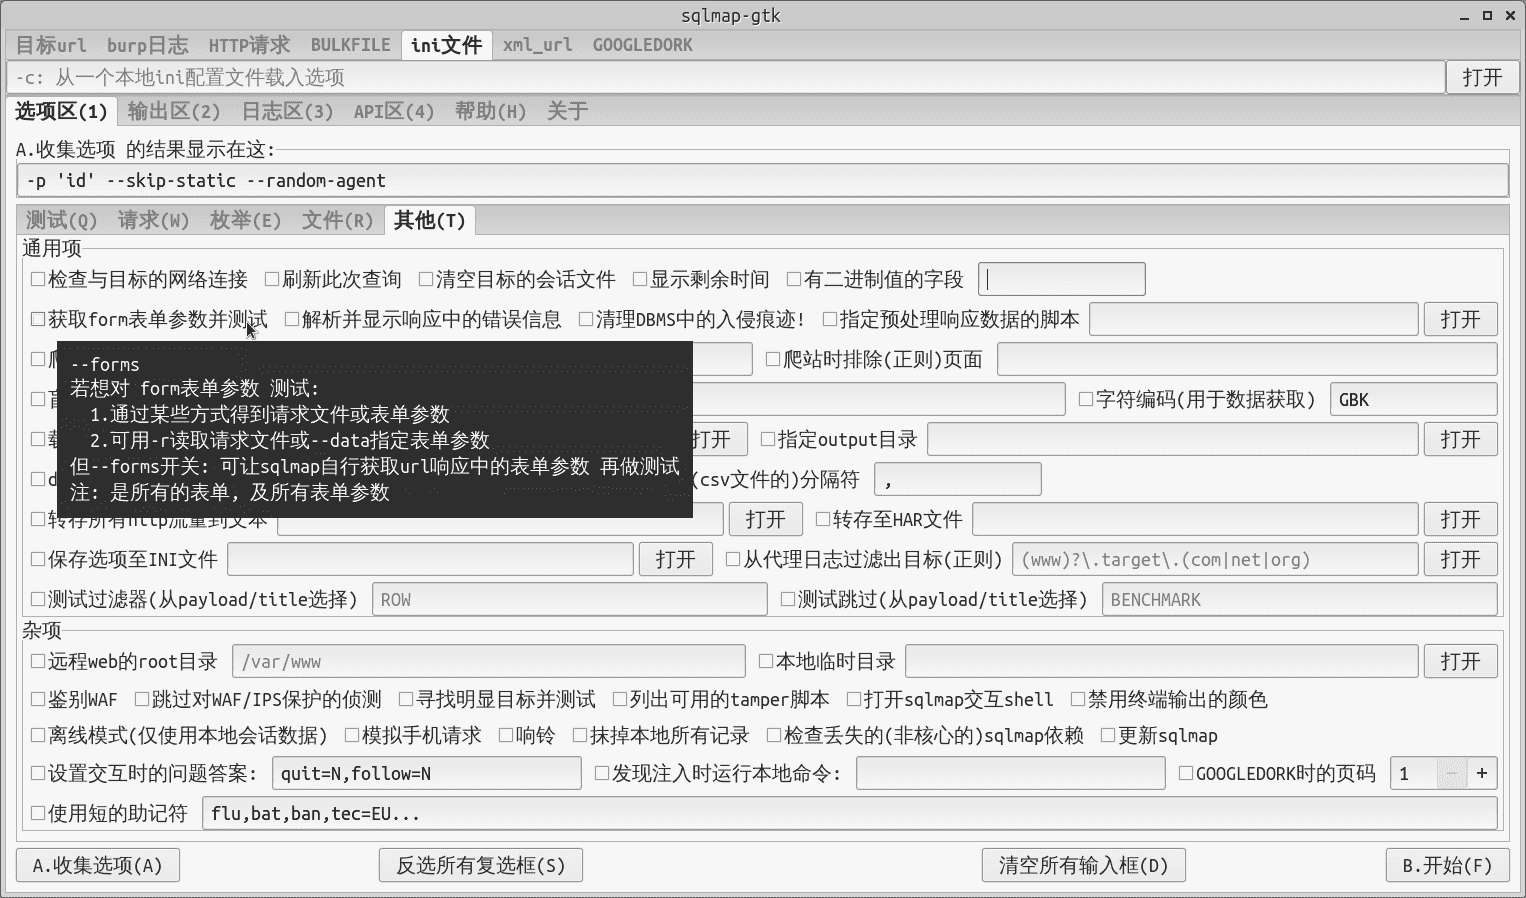 sqlmap-gtk
目标url burp日志 HTTP请求 BULKFILE ini文件 xml_url GOOGLEDORK
-c: 从一个本地ini配置文件载入选项 打开
选项区(1) 输出区(2) 日志区(3) API区(4) 帮助(H) 关于
A.收集选项 的结果显示在这:
-p 'id' --skip-static --random-agent
测试(Q) 请求(W) 枚举(E) 文件(R) 其他(T)
通用项
检查与目标的网络连接 刷新此次查询 清空目标的会话文件 显示剩余时间 有二进制值的字段
获取form表单参数并测试 解析并显示响应中的错误信息 清理DBMS中的入侵痕迹! 指定预处理响应数据的脚本 打开
爬站时排除(正则)页面
字符编码(用于数据获取) GBK
打开 指定output目录 打开
(csv文件的)分隔符 ,
--forms
若想对 form表单参数 测试:
1.通过某些方式得到请求文件或表单参数
2.可用-r读取请求文件或--data指定表单参数
但--forms开关: 可让sqlmap自行获取url响应中的表单参数 再做测试
注: 是所有的表单, 及所有表单参数
转存所有http流量到文本 打开 转存至HAR文件 打开
保存选项至INI文件 打开 从代理日志过滤出目标(正则) (www)?\.target\.(com|net|org) 打开
测试过滤器(从payload/title选择) ROW 测试跳过(从payload/title选择) BENCHMARK
杂项
远程web的root目录 /var/www 本地临时目录 打开
鉴别WAF 跳过对WAF/IPS保护的侦测 寻找明显目标并测试 列出可用的tamper脚本 打开sqlmap交互shell 禁用终端输出的颜色
离线模式(仅使用本地会话数据) 模拟手机请求 响铃 抹掉本地所有记录 检查丢失的(非核心的)sqlmap依赖 更新sqlmap
设置交互时的问题答案: quit=N,follow=N 发现注入时运行本地命令: GOOGLEDORK时的页码 1 − +
使用短的助记符 flu,bat,ban,tec=EU...
A.收集选项(A) 反选所有复选框(S) 清空所有输入框(D) B.开始(F)